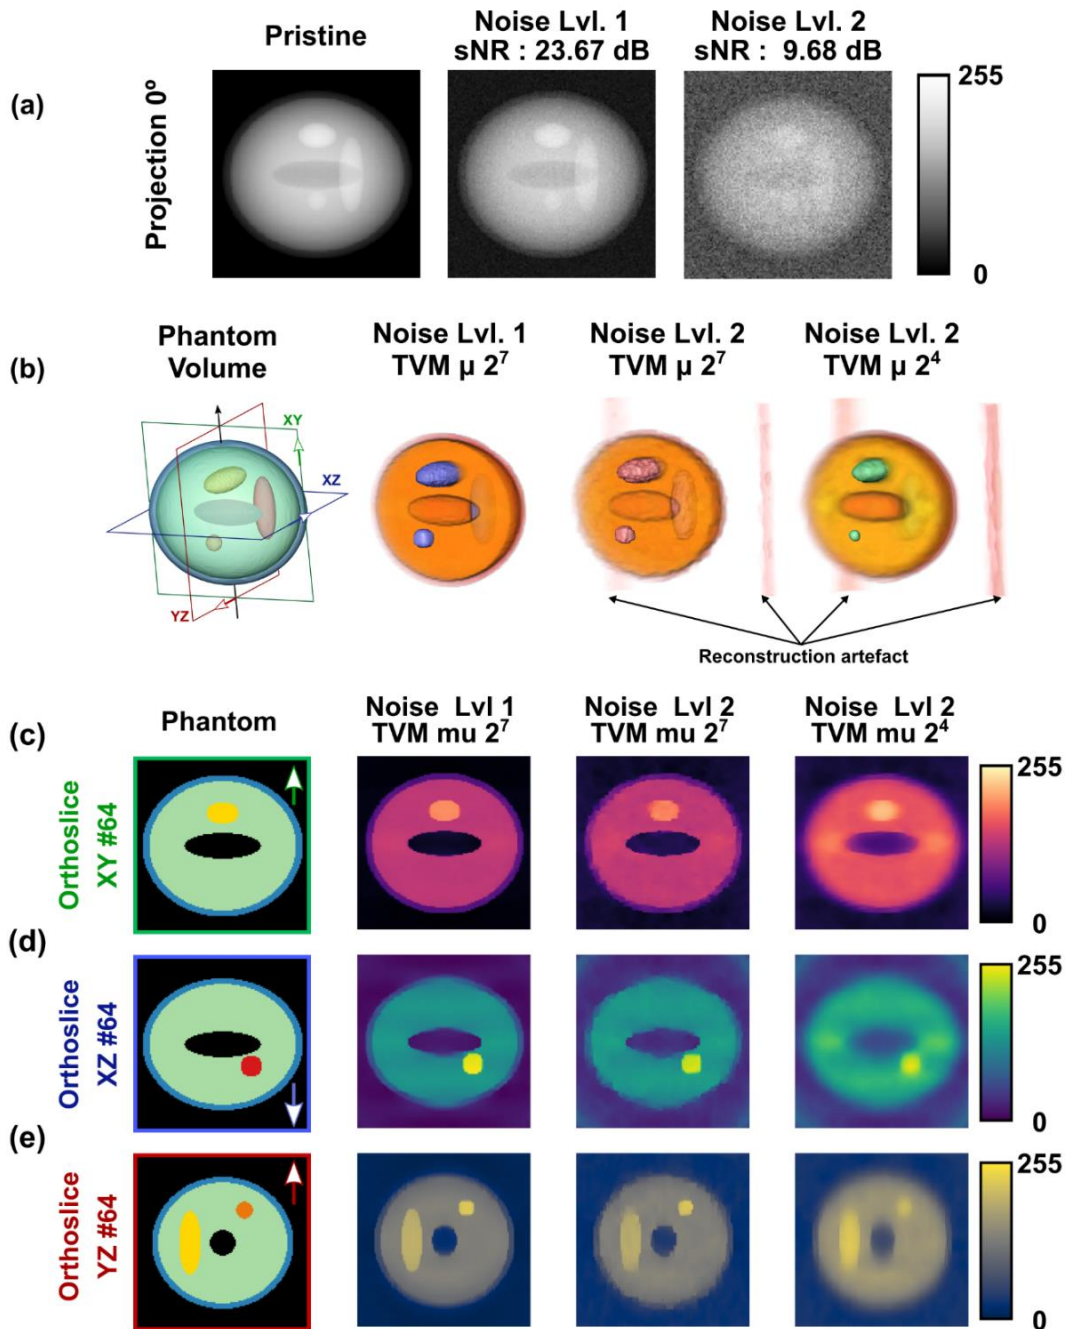 (a)
Projection 0º
Pristine
Noise Lvl. 1
sNR : 23.67 dB
Noise Lvl. 2
sNR : 9.68 dB
255
0
(b)
Phantom
Volume
Noise Lvl. 1
TVM μ 2⁷
Noise Lvl. 2
TVM μ 2⁷
Noise Lvl. 2
TVM μ 2⁴
XY
XZ
YZ
Reconstruction artefact
(c)
Phantom
Noise Lvl 1
TVM mu 2⁷
Noise Lvl 2
TVM mu 2⁷
Noise Lvl 2
TVM mu 2⁴
Orthoslice
XY #64
255
0
(d)
Orthoslice
XZ #64
255
0
(e)
Orthoslice
YZ #64
255
0